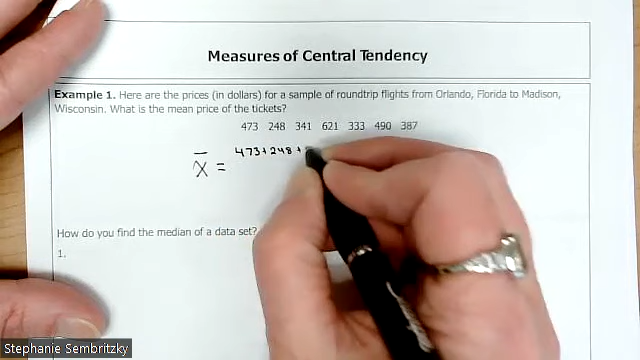 Measures of Central Tendency
Example 1. Here are the prices (in dollars) for a sample of roundtrip flights from Orlando, Florida to Madison,
Wisconsin. What is the mean price of the tickets?
473 248 341 621 333 490 387
473+248+
x̄ =
How do you find the median of a data set?
1.
Stephanie Sembritzky